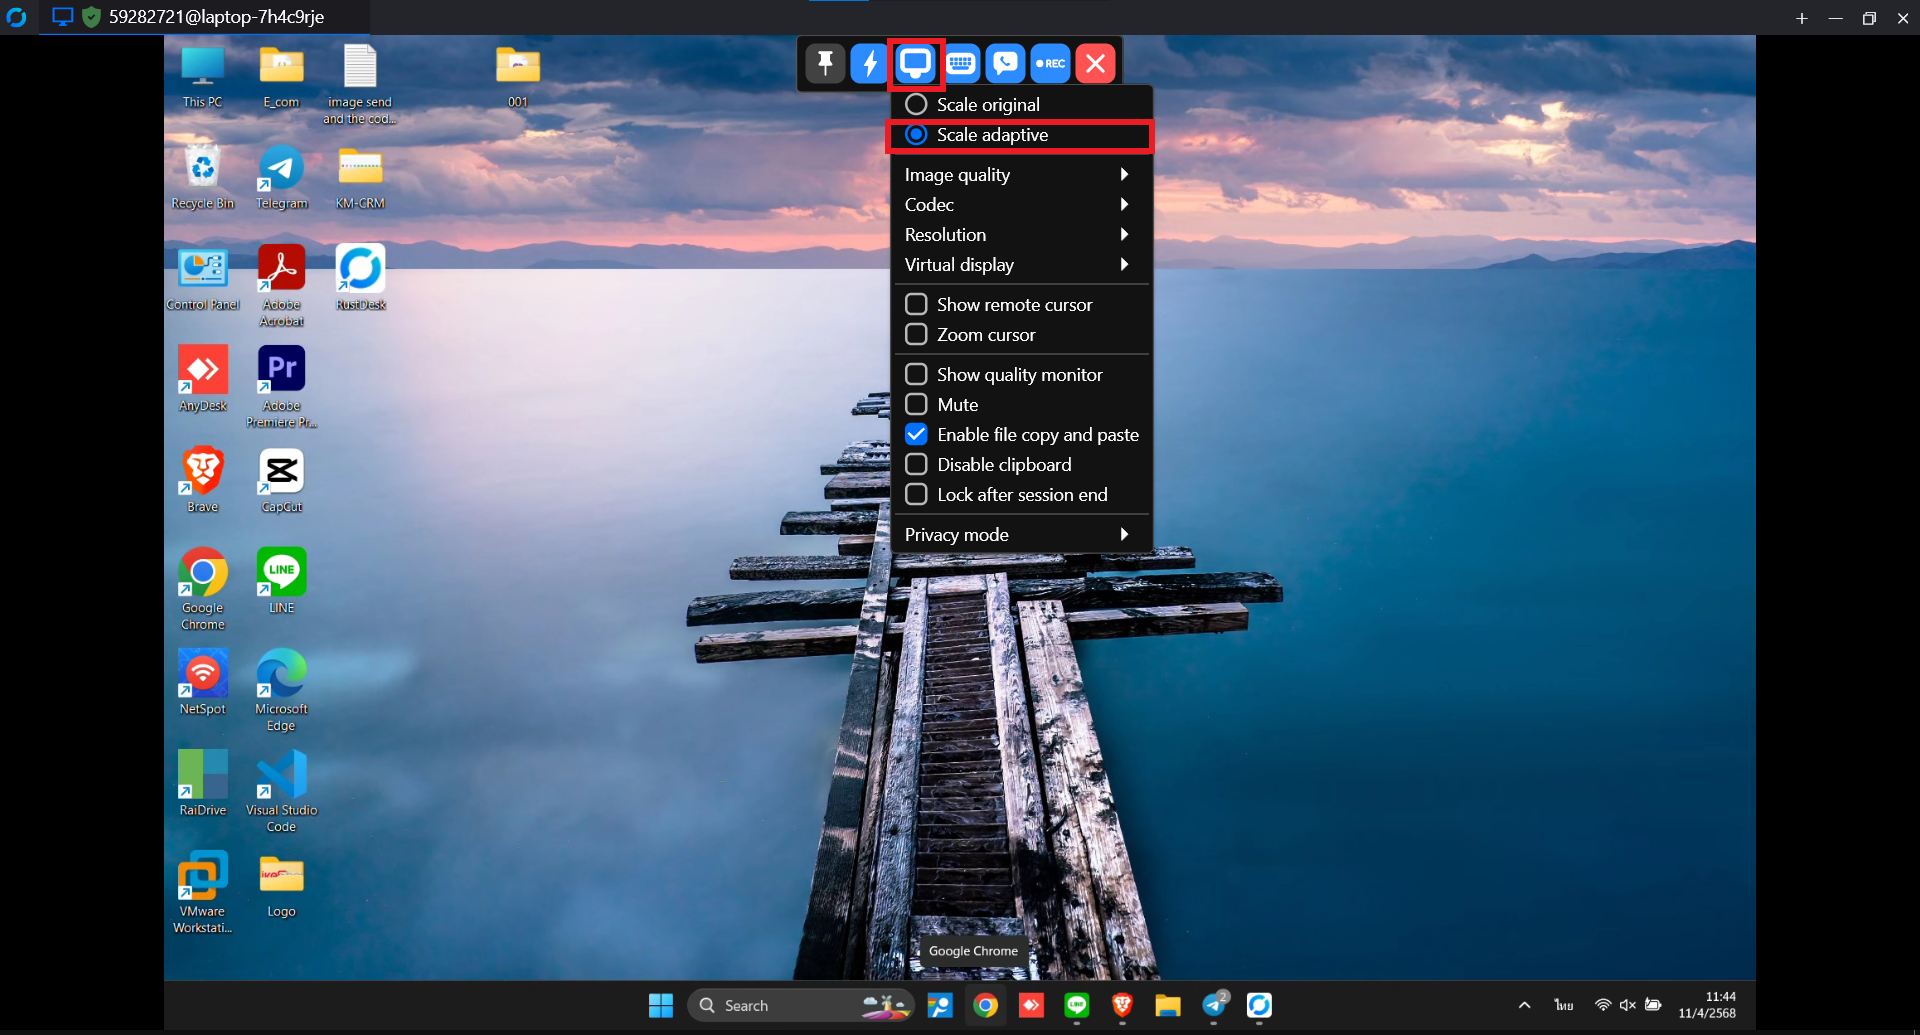 59282721@laptop-7h4c9rje
This PC
E_com
image send
and the cod...
001
REC
Scale original
Scale adaptive
Recycle Bin
Telegram
KM-CRM
Image quality
Codec
Resolution
Virtual display
Control Panel
Adobe
Acrobat
RustDesk
Show remote cursor
Zoom cursor
AnyDesk
Pr
Adobe
Premiere Pr...
Show quality monitor
Mute
Enable file copy and paste
Disable clipboard
Lock after session end
Brave
CapCut
Privacy mode
Google
Chrome
LINE
LINE
NetSpot
Microsoft
Edge
RaiDrive
Visual Studio
Code
VMware
Workstati...
Logo
Google Chrome
Search
2
ไทย
11:44
11/4/2568